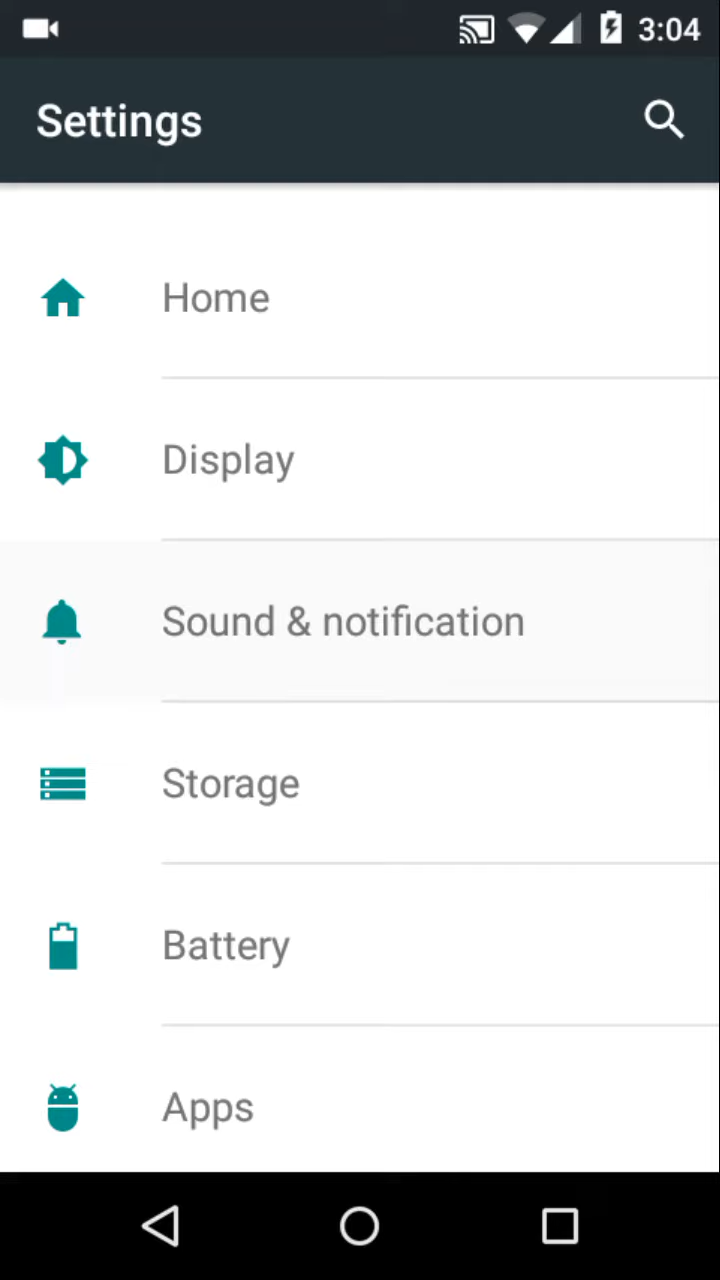 3:04
Settings
Home
Display
Sound & notification
Storage
Battery
Apps